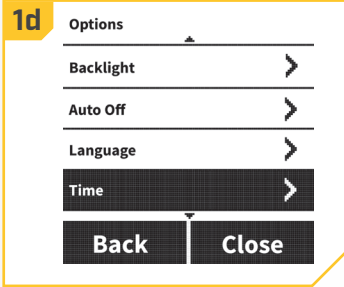 1d
Options
Backlight
Auto Off
Language
Time
Back Close